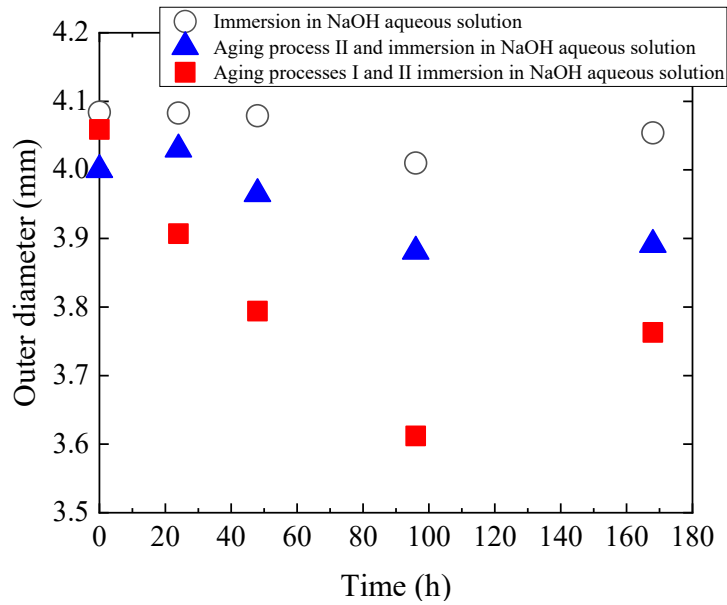 Immersion in NaOH aqueous solution
Aging process II and immersion in NaOH aqueous solution
Aging processes I and II immersion in NaOH aqueous solution
4.2
4.1
4.0
3.9
3.8
3.7
3.6
3.5
Outer diameter (mm)
0 20 40 60 80 100 120 140 160 180
Time (h)